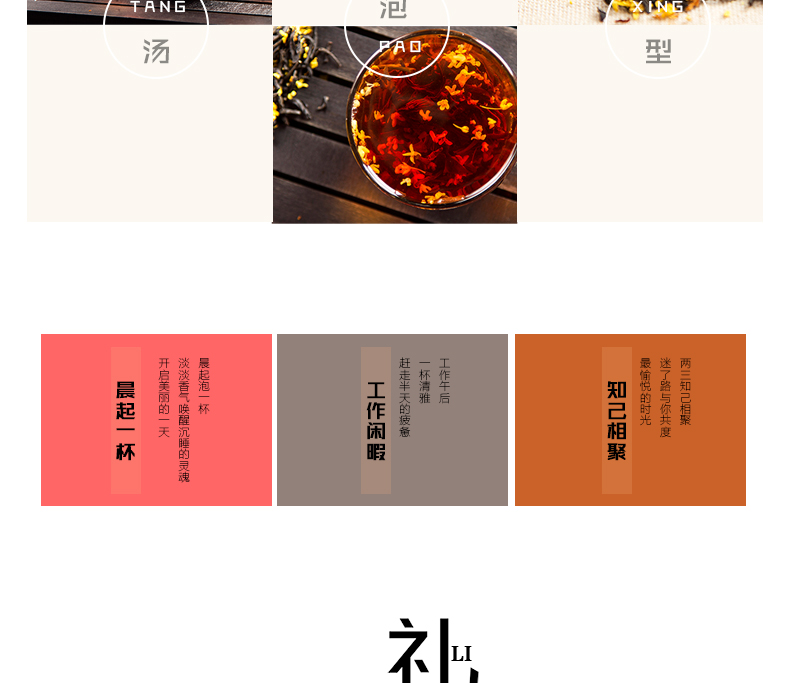 TANG
汤
泡
PAO
XING
型
晨起一杯
晨起泡一杯
淡淡香气唤醒沉睡的灵魂
开启美丽的一天
工作闲暇
工作午后
一杯清雅
赶走半天的疲惫
知己相聚
两三知己相聚
迷了路与你共度
最愉悦的时光
礼
LI